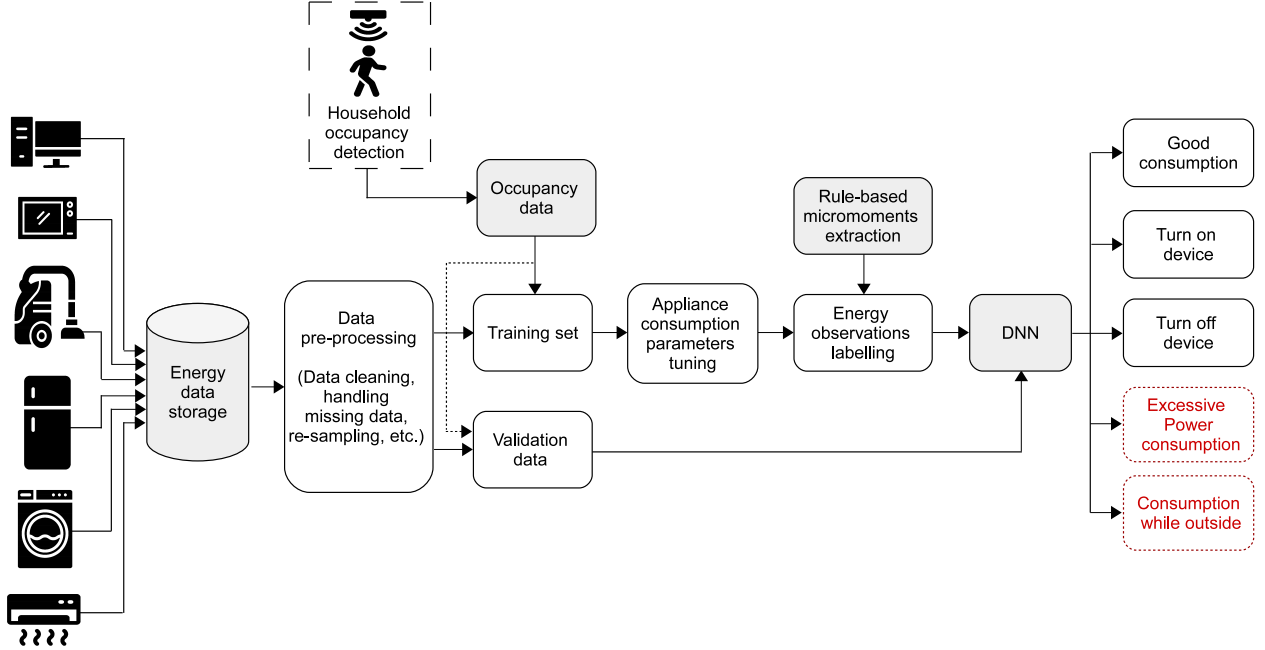 Household
occupancy
detection
Occupancy
data
Rule-based
micromoments
extraction
Good
consumption
Turn on
device
Energy
data
storage
Data
pre-processing
(Data cleaning,
handling
missing data,
re-sampling, etc.)
Training set
Appliance
consumption
parameters
tuning
Energy
observations
labelling
DNN
Turn off
device
Validation
data
Excessive
Power
consumption
Consumption
while outside